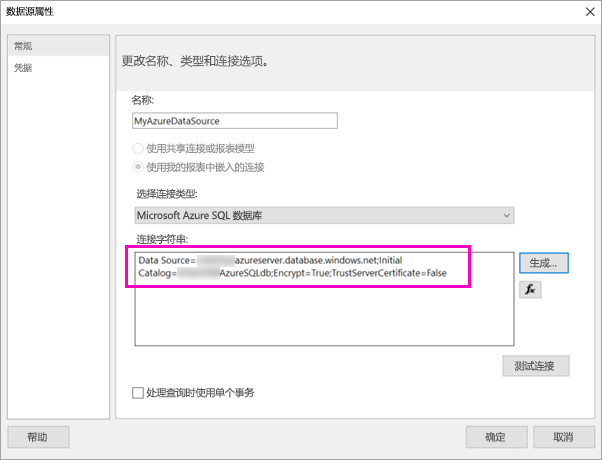 数据源属性
常规
凭据
更改名称、类型和连接选项。
名称:
MyAzureDataSource
使用共享连接或报表模型
使用我的报表中嵌入的连接
选择连接类型:
Microsoft Azure SQL 数据库
连接字符串:
Data Source= azureserver.database.windows.net;Initial
Catalog= AzureSQLdb;Encrypt=True;TrustServerCertificate=False
生成...
fx
测试连接
处理查询时使用单个事务
帮助
确定
取消